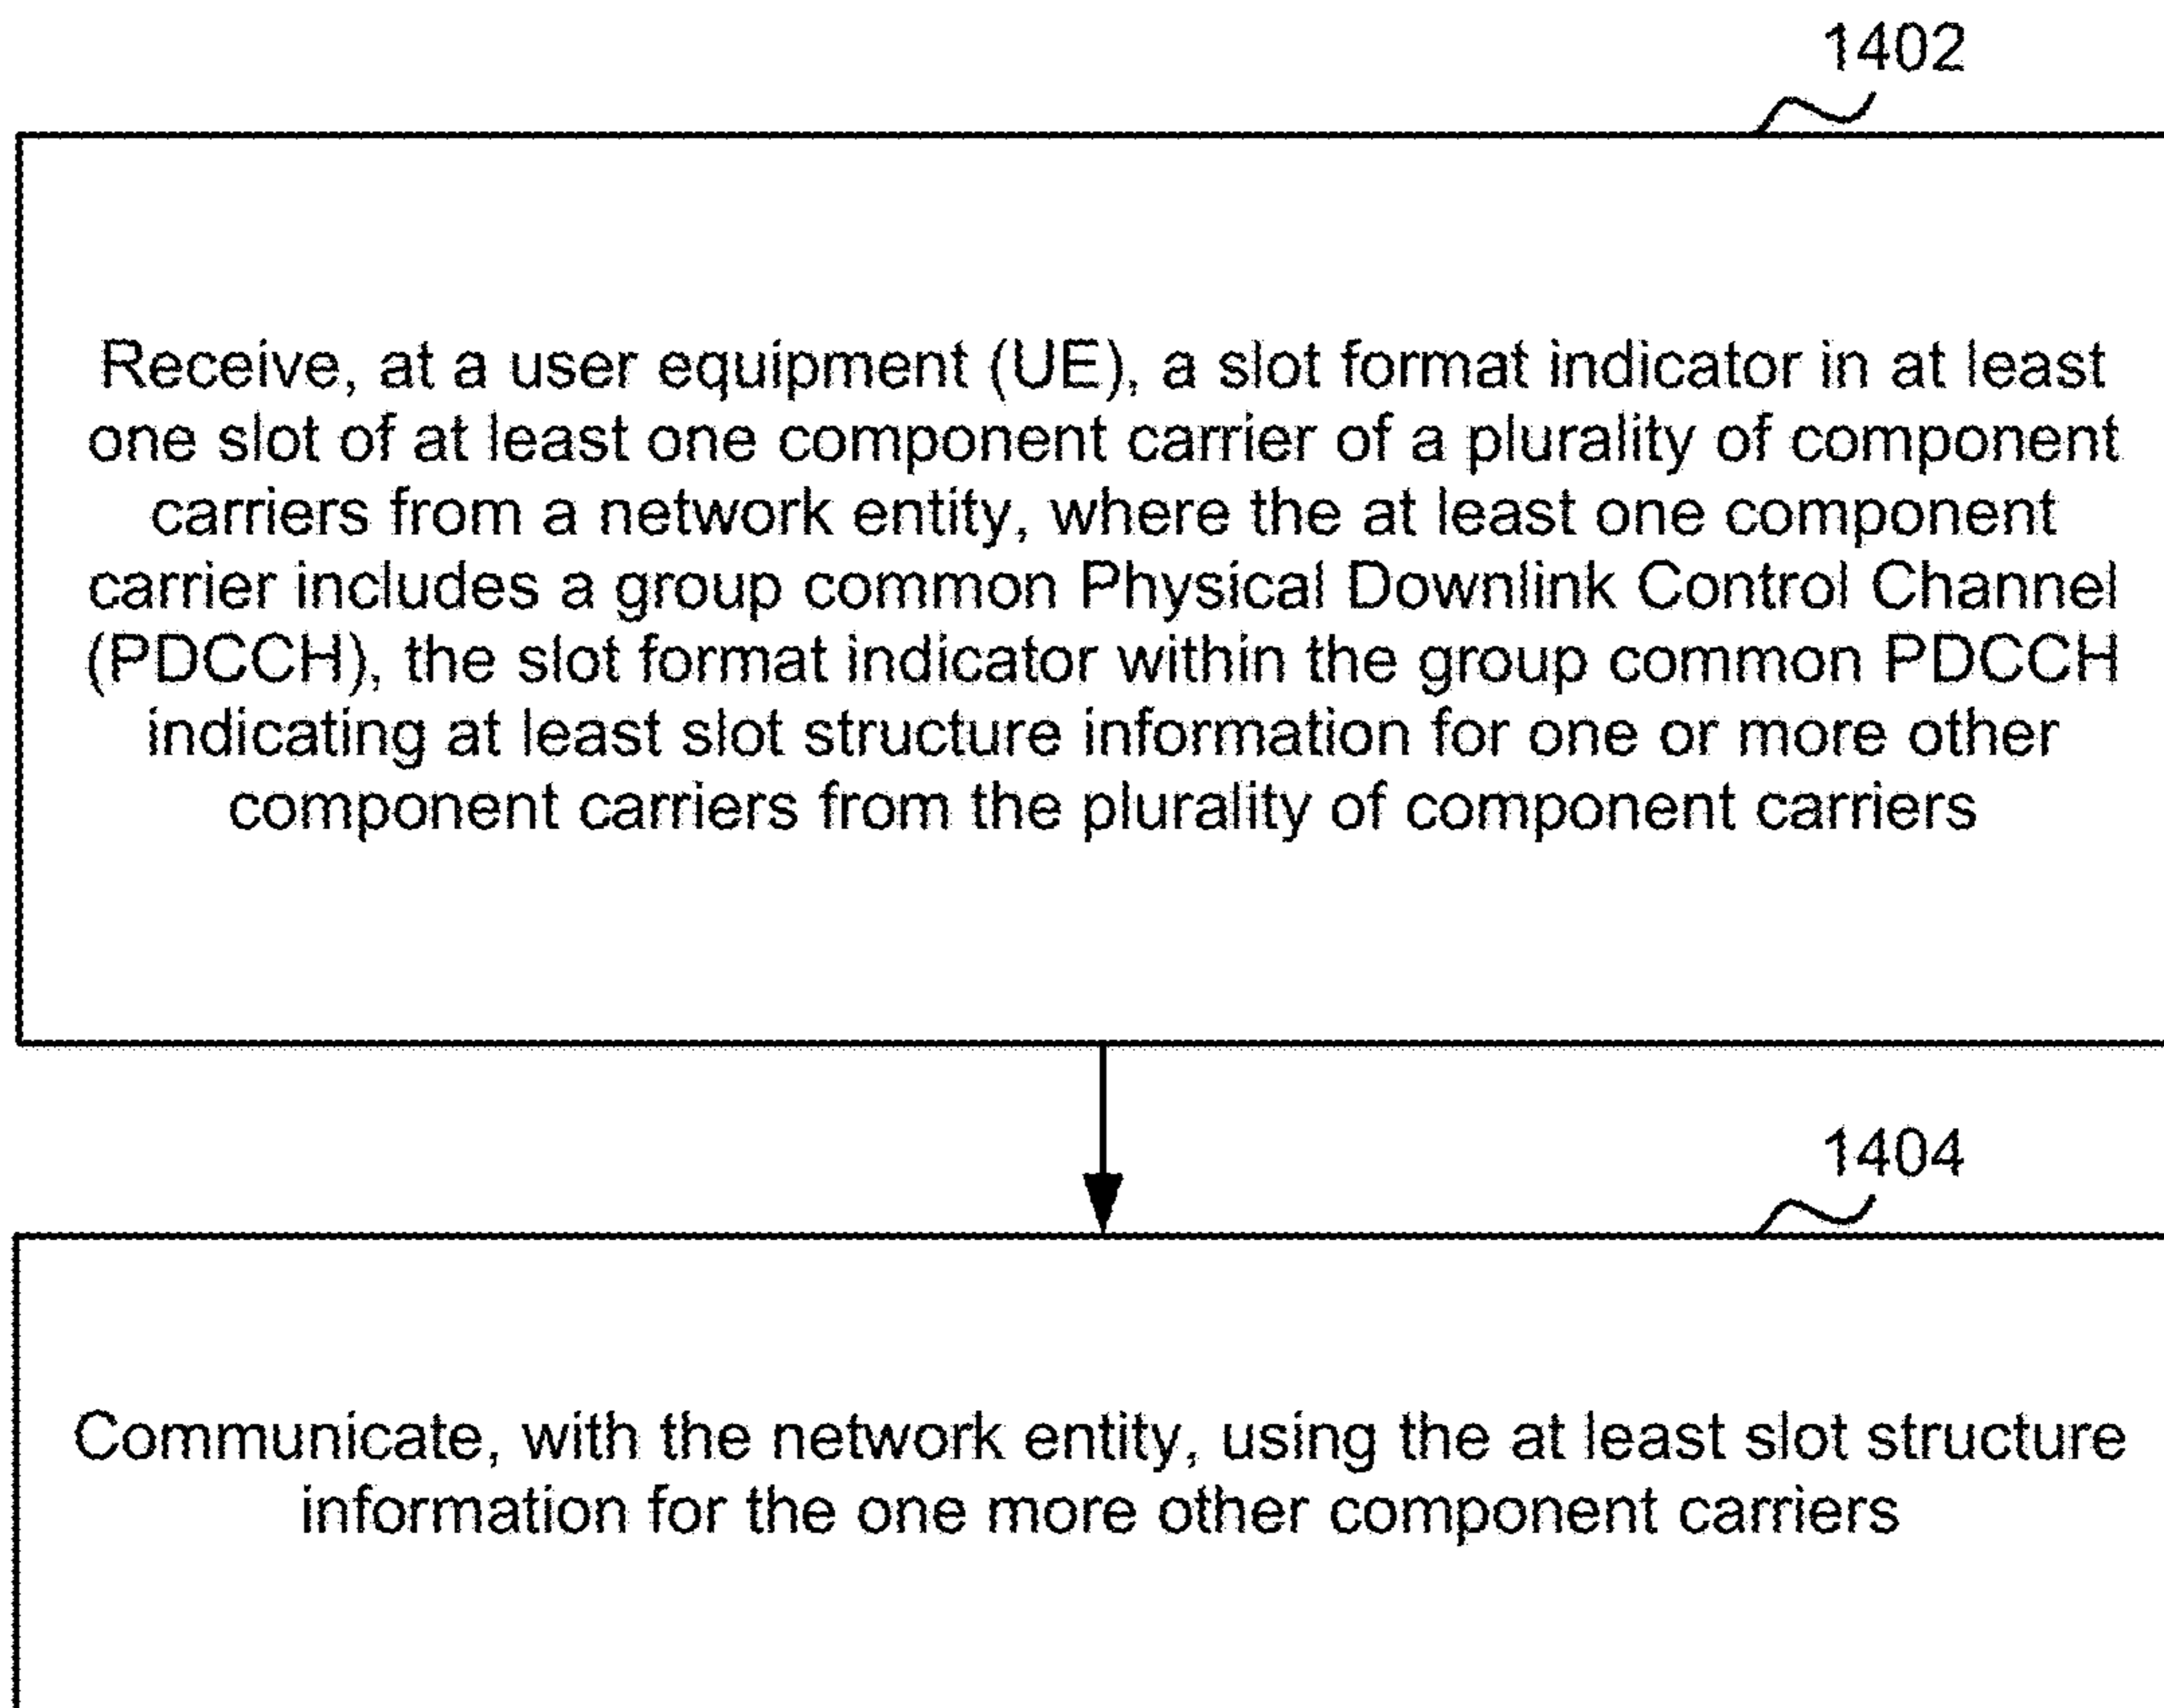 1402
Receive, at a user equipment (UE), a slot format indicator in at least
one slot of at least one component carrier of a plurality of component
carriers from a network entity, where the at least one component
carrier includes a group common Physical Downlink Control Channel
(PDCCH), the slot format indicator within the group common PDCCH
indicating at least slot structure information for one or more other
component carriers from the plurality of component carriers
1404
Communicate, with the network entity, using the at least slot structure
information for the one more other component carriers